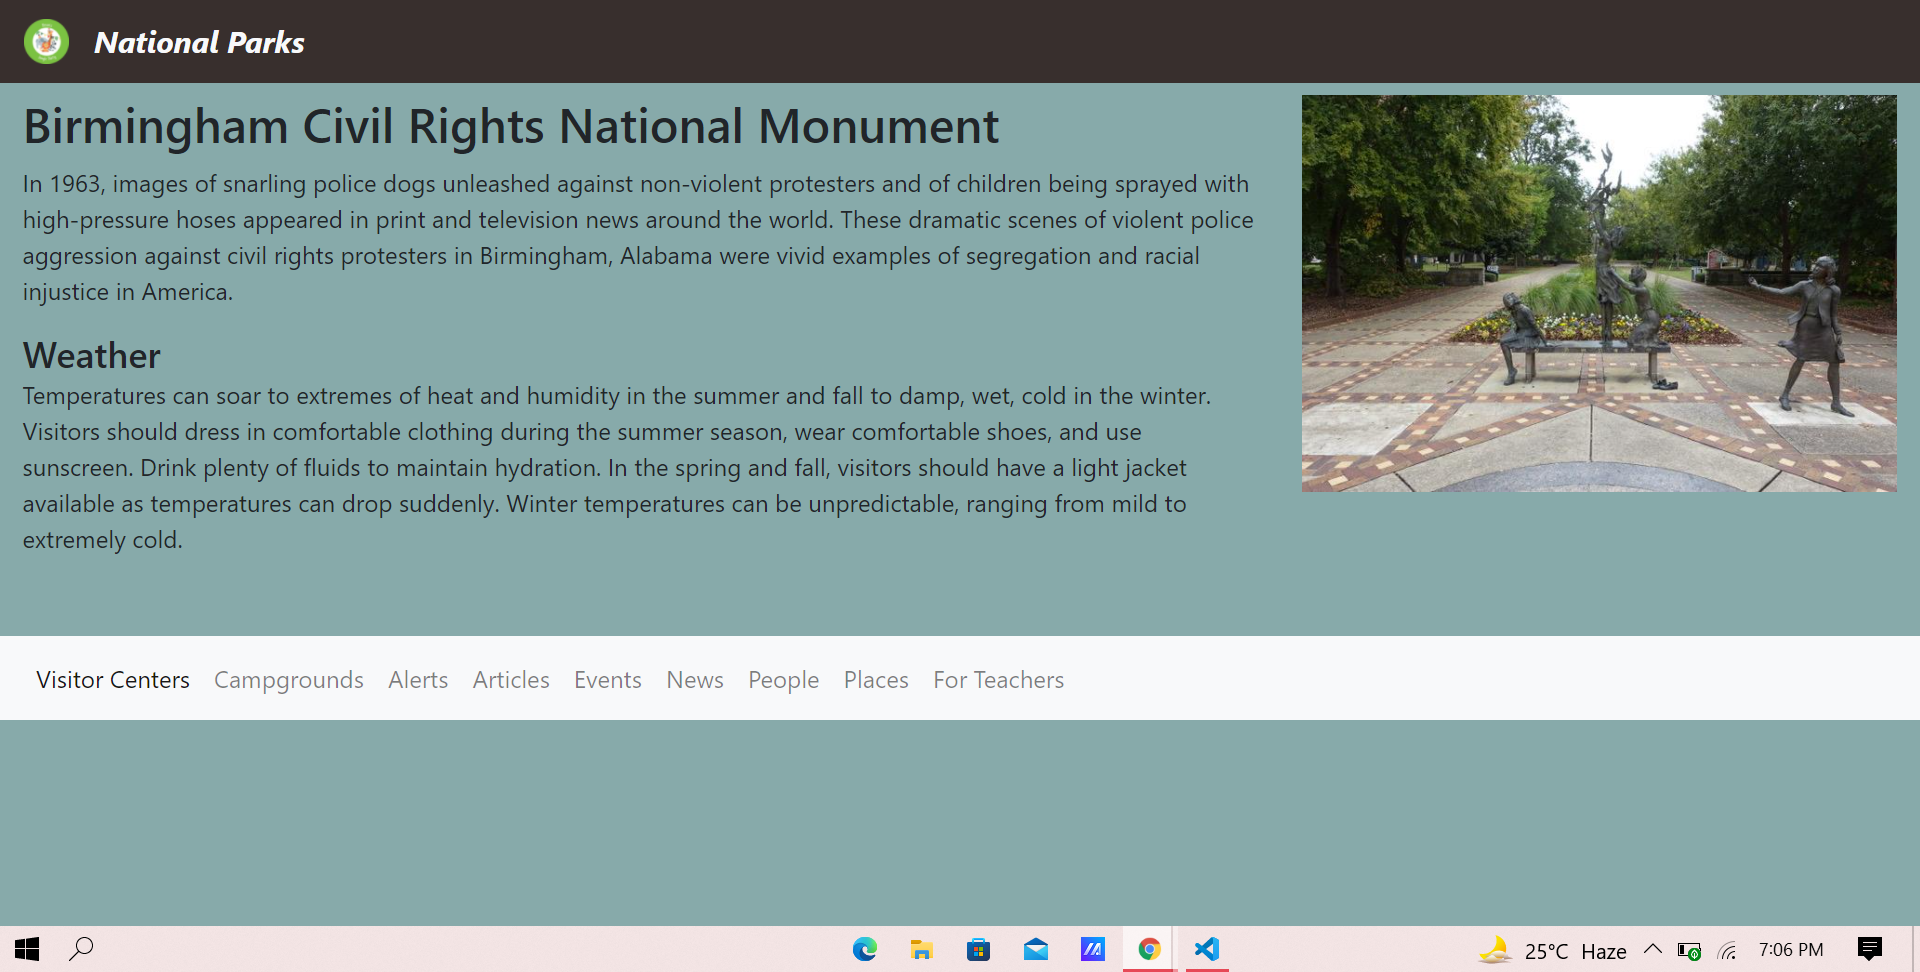 National Parks
Birmingham Civil Rights National Monument
In 1963, images of snarling police dogs unleashed against non-violent protesters and of children being sprayed with
high-pressure hoses appeared in print and television news around the world. These dramatic scenes of violent police
aggression against civil rights protesters in Birmingham, Alabama were vivid examples of segregation and racial
injustice in America.
Weather
Temperatures can soar to extremes of heat and humidity in the summer and fall to damp, wet, cold in the winter.
Visitors should dress in comfortable clothing during the summer season, wear comfortable shoes, and use
sunscreen. Drink plenty of fluids to maintain hydration. In the spring and fall, visitors should have a light jacket
available as temperatures can drop suddenly. Winter temperatures can be unpredictable, ranging from mild to
extremely cold.
Visitor Centers Campgrounds Alerts Articles Events News People Places For Teachers
25°C Haze 7:06 PM